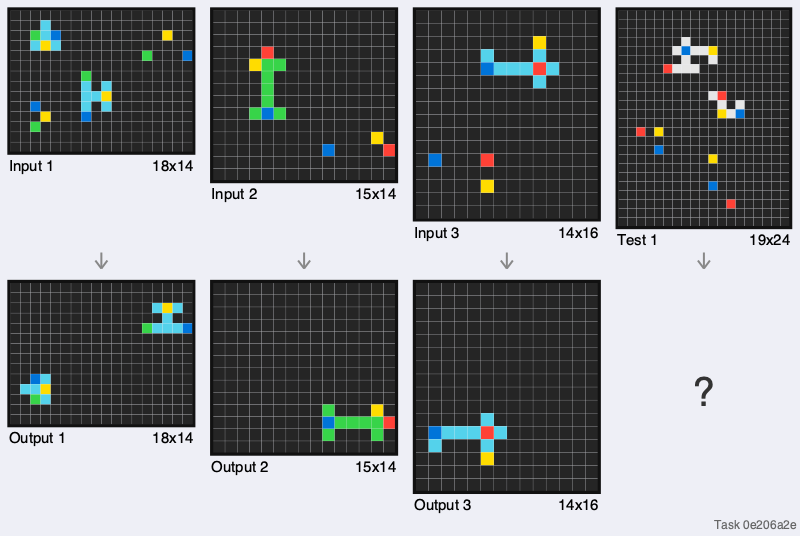 Input 1 18x14
Input 2 15x14
Input 3 14x16
Test 1 19x24
Output 1 18x14
Output 2 15x14
Output 3 14x16
?
Task 0e206a2e